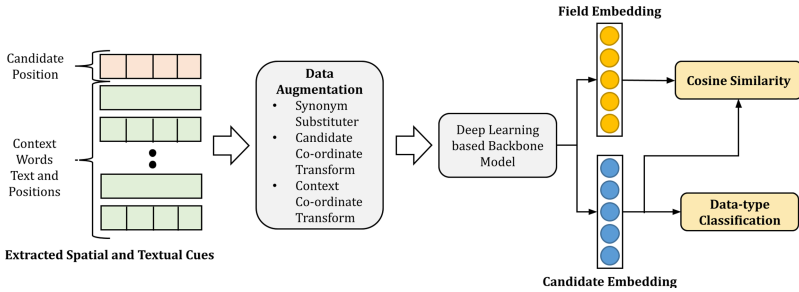 Candidate
Position
Context
Words
Text and
Positions
Extracted Spatial and Textual Cues
Data
Augmentation
• Synonym
Substituter
• Candidate
Co-ordinate
Transform
• Context
Co-ordinate
Transform
Deep Learning
based Backbone
Model
Field Embedding
Candidate Embedding
Cosine Similarity
Data-type
Classification